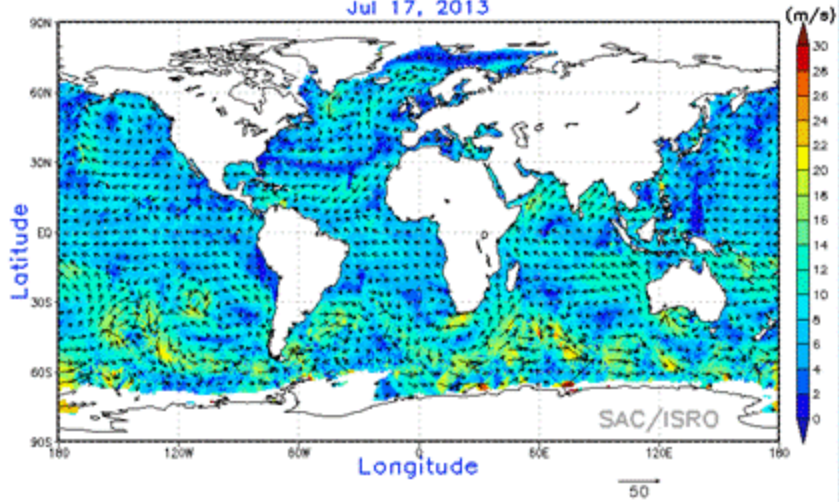 Jul 17, 2013
(m/s)
90N
60N
30N
EQ
30S
60S
90S
Latitude
180
120W
60W
0
60E
120E
180
Longitude
SAC/ISRO
50
30
28
26
24
22
20
18
16
14
12
10
8
6
4
2
0